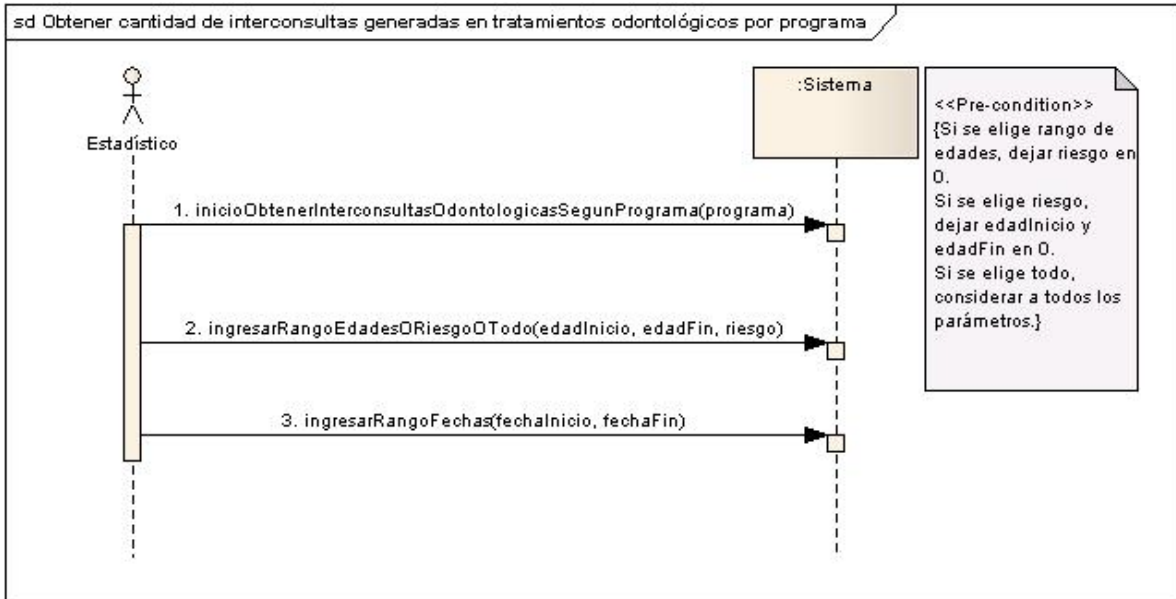 sd Obtener cantidad de interconsultas generadas en tratamientos odontológicos por programa
:Sistema
Estadístico
1. inicioObtenerInterconsultasOdontologicasSegunPrograma(programa)
2. ingresarRangoEdadesORiesgoOTodo(edadInicio, edadFin, riesgo)
3. ingresarRangoFechas(fechaInicio, fechaFin)
<<Pre-condition>>
{Si se elige rango de
edades, dejar riesgo en
0.
Si se elige riesgo,
dejar edadInicio y
edadFin en 0.
Si se elige todo,
considerar a todos los
parámetros.}